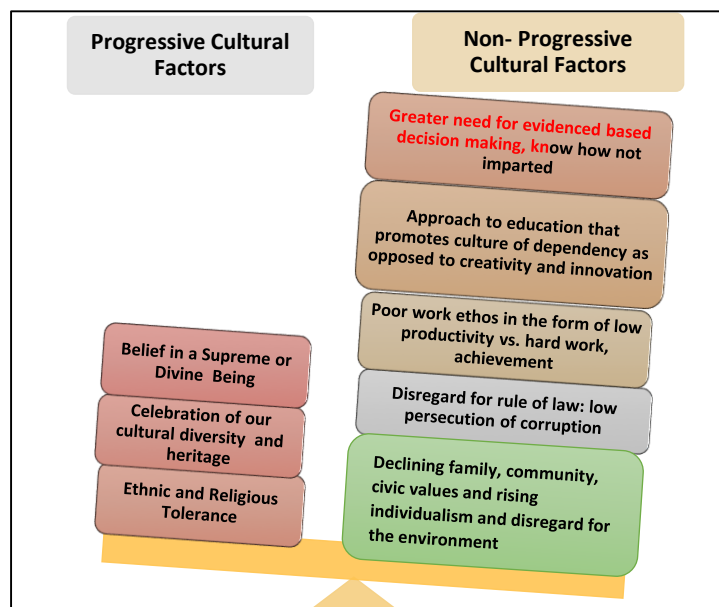 Progressive Cultural
Factors
Non- Progressive
Cultural Factors
Greater need for evidenced based
decision making, know how not
imparted
Approach to education that
promotes culture of dependency as
opposed to creativity and innovation
Poor work ethos in the form of low
productivity vs. hard work,
achievement
Disregard for rule of law: low
persecution of corruption
Declining family, community,
civic values and rising
individualism and disregard for
the environment
Belief in a Supreme or
Divine Being
Celebration of our
cultural diversity and
heritage
Ethnic and Religious
Tolerance